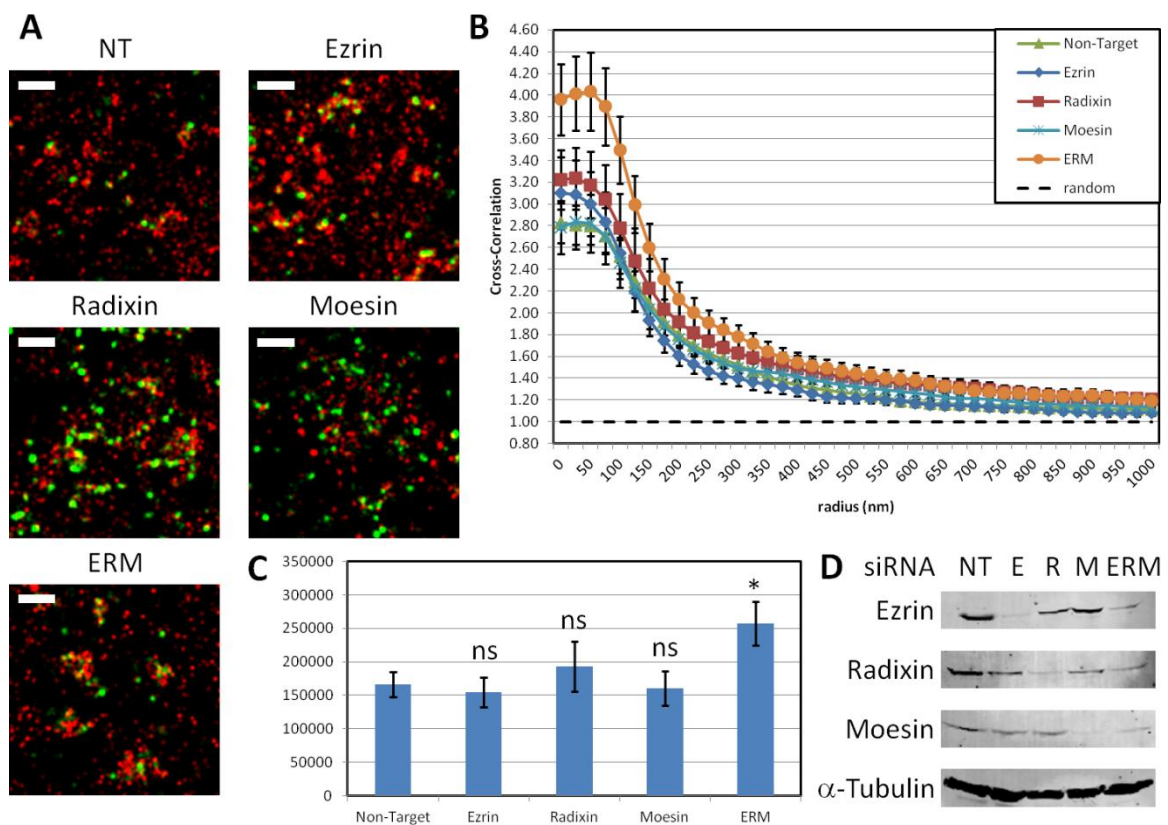 A
NT
Ezrin
Radixin
Moesin
ERM
B
4.60
4.40
4.20
4.00
3.80
3.60
3.40
3.20
3.00
2.80
2.60
2.40
2.20
2.00
1.80
1.60
1.40
1.20
1.00
0.80
Cross-Correlation
0
50
100
150
200
250
300
350
400
450
500
550
600
650
700
750
800
850
900
950
1000
radius (nm)
Non-Target
Ezrin
Radixin
Moesin
ERM
random
C
350000
300000
250000
200000
150000
100000
50000
0
ns
ns
ns
*
Non-Target
Ezrin
Radixin
Moesin
ERM
D
siRNA NT E R M ERM
Ezrin
Radixin
Moesin
α-Tubulin